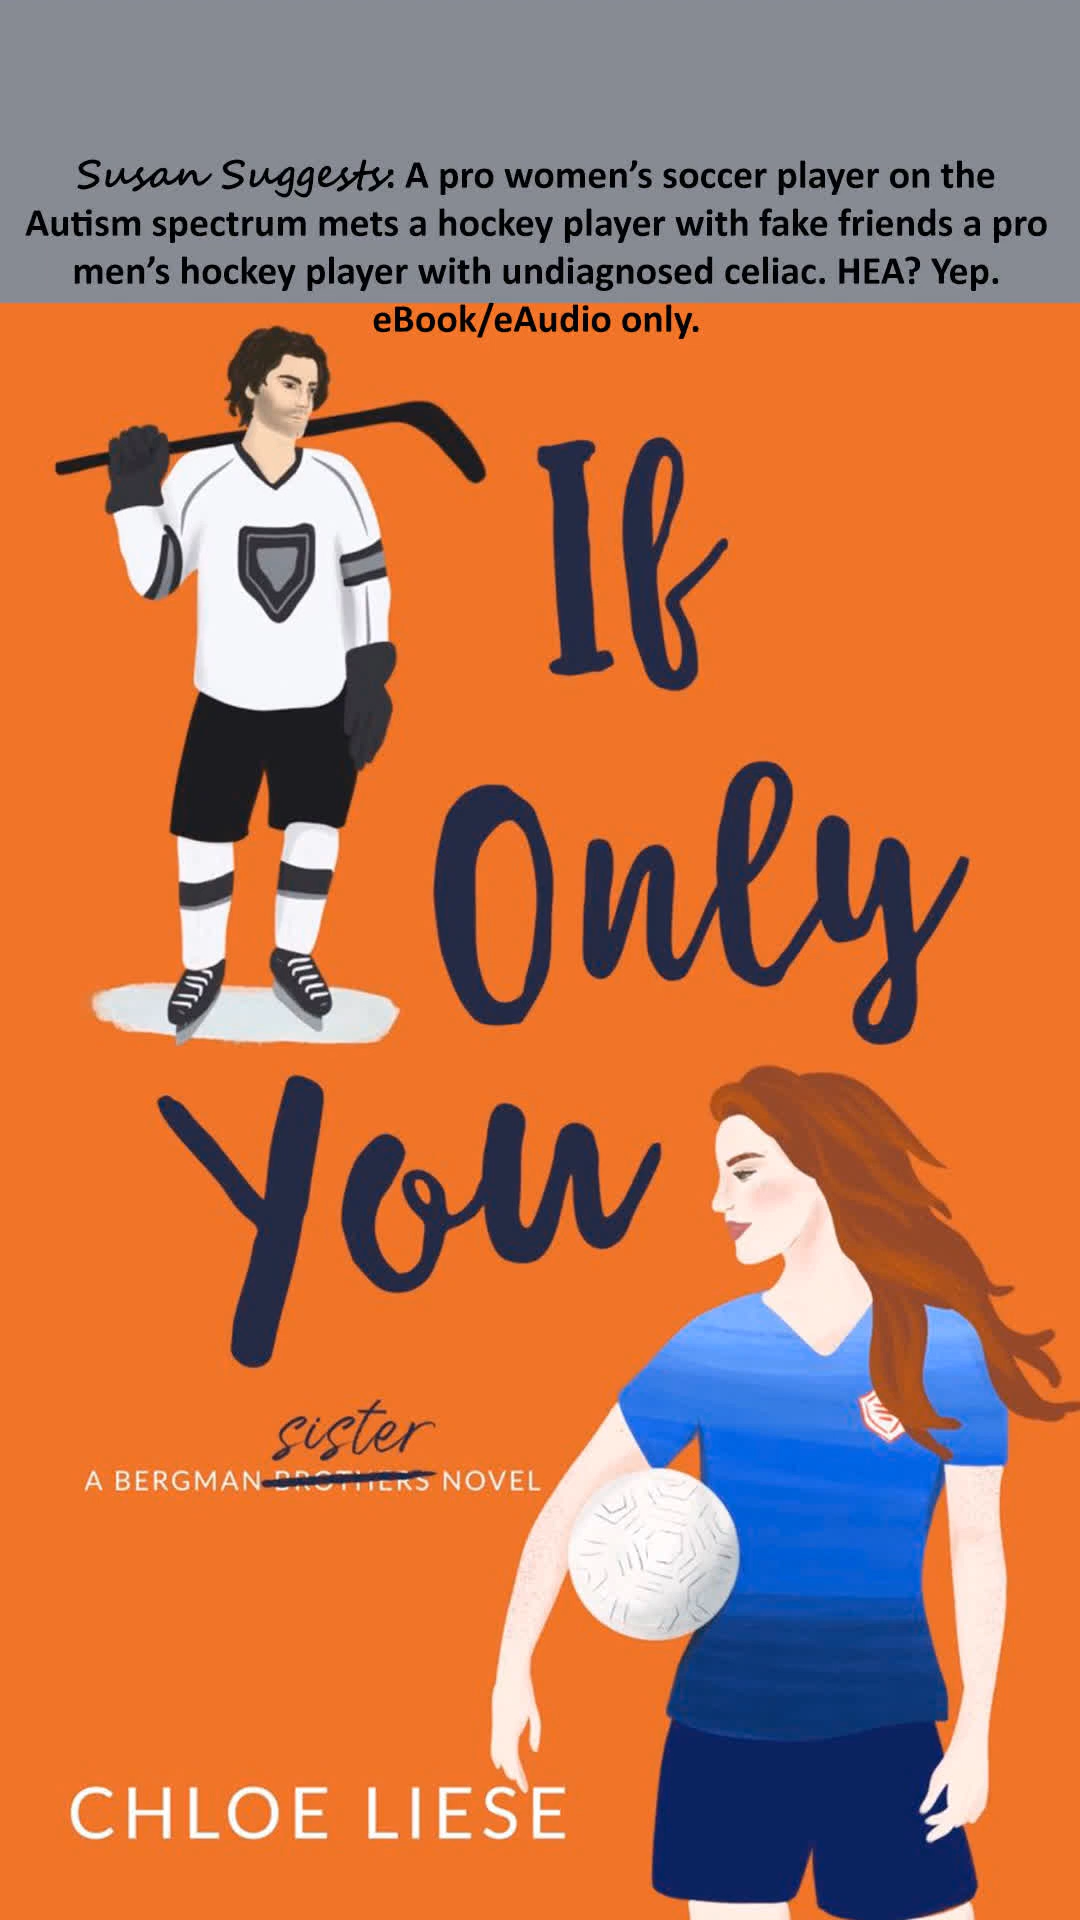 Susan Suggests: A pro women’s soccer player on the
Autism spectrum mets a hockey player with fake friends a pro
men’s hockey player with undiagnosed celiac. HEA? Yep.
eBook/eAudio only.
If
Only
You
sister
A BERGMAN BROTHERS NOVEL
CHLOE LIESE